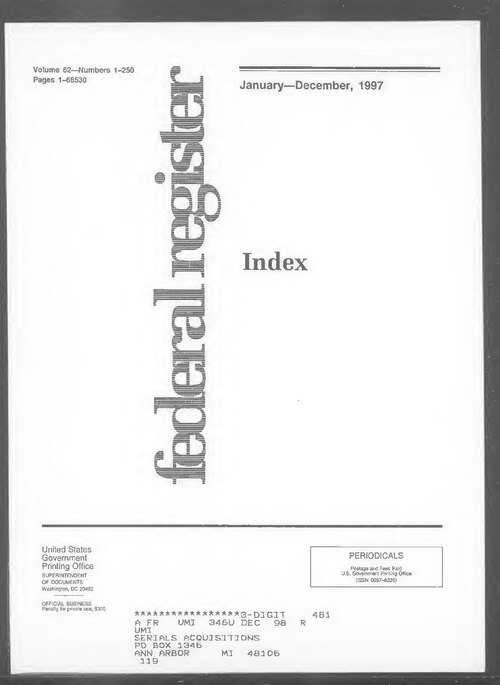 Volume 62—Numbers 1–250
Pages 1–68530
January—December, 1997
federal register
Index
United States
Government
Printing Office
SUPERINTENDENT
OF DOCUMENTS
Washington, DC 20402
OFFICIAL BUSINESS
Penalty for private use, $300
PERIODICALS
Postage and Fees Paid
U.S. Government Printing Office
(ISSN 0097-6326)
*****************3-DIGIT 481
A FR UMI 346U DEC 98 R
UMI
SERIALS ACQUISITIONS
PO BOX 1346
ANN ARBOR MI 48106
119